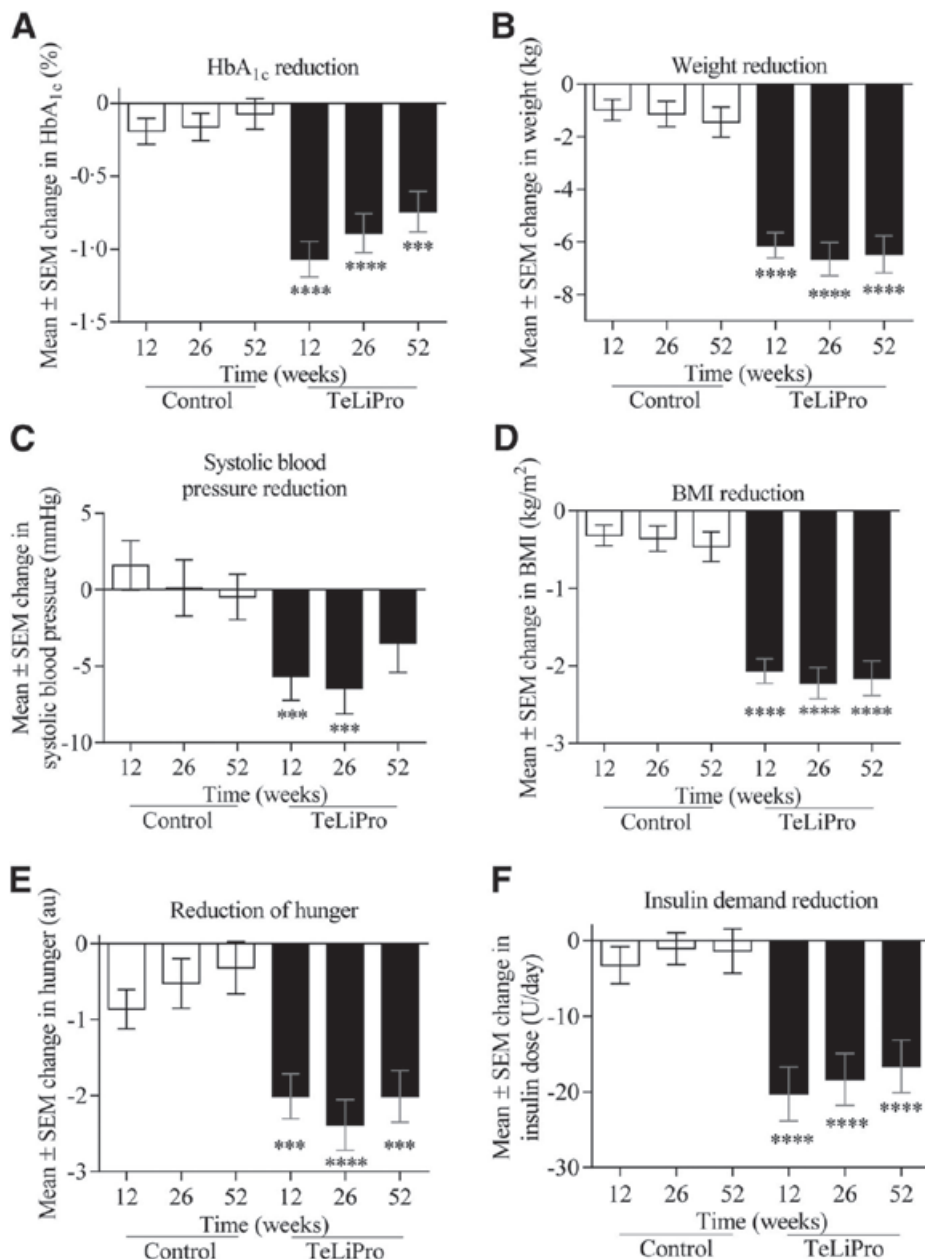 A
HbA1c reduction
Mean ± SEM change in HbA1c (%)
0
-0·5
-1·0
-1·5
**** **** ***
12 26 52 12 26 52
Time (weeks)
Control TeLiPro
B
Weight reduction
Mean ± SEM change in weight (kg)
0
-2
-4
-6
-8
**** **** ****
12 26 52 12 26 52
Time (weeks)
Control TeLiPro
C
Systolic blood
pressure reduction
Mean ± SEM change in
systolic blood pressure (mmHg)
5
0
-5
-10
*** ***
12 26 52 12 26 52
Time (weeks)
Control TeLiPro
D
BMI reduction
Mean ± SEM change in BMI (kg/m²)
0
-1
-2
-3
**** **** ****
12 26 52 12 26 52
Time (weeks)
Control TeLiPro
E
Reduction of hunger
Mean ± SEM change in hunger (au)
0
-1
-2
-3
*** **** ***
12 26 52 12 26 52
Time (weeks)
Control TeLiPro
F
Insulin demand reduction
Mean ± SEM change in
insulin dose (U/day)
0
-10
-20
-30
**** **** ****
12 26 52 12 26 52
Time (weeks)
Control TeLiPro